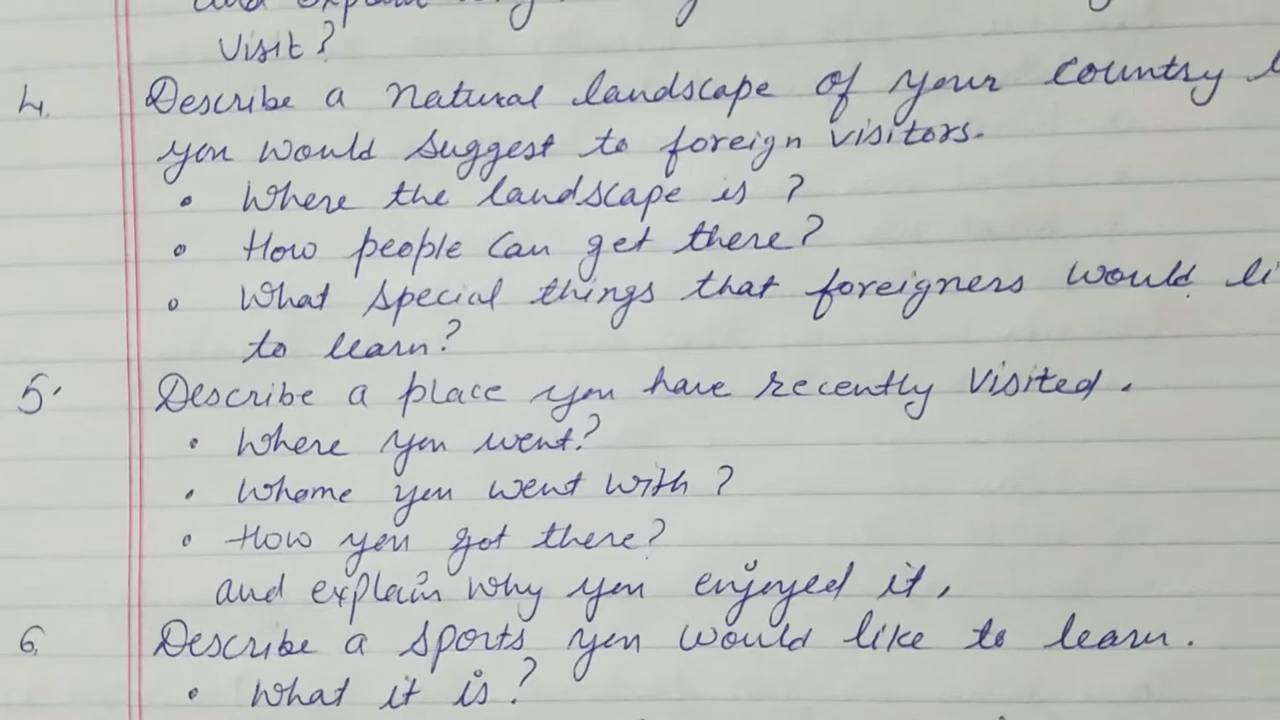 and explain
visit?
4. Describe a natural landscape of your country
you would suggest to foreign visitors.
• Where the landscape is?
• How people can get there?
• What special things that foreigners would li
to learn?
5. Describe a place you have recently visited.
• Where you went?
• Whome you went with?
• How you got there?
and explain why you enjoyed it,
6. Describe a sports you would like to learn.
• What it is?